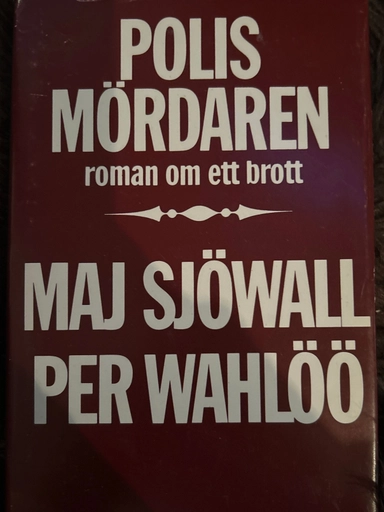 POLIS
MÖRDAREN
roman om ett brott
MAJ SJÖWALL
PER WAHLÖÖ